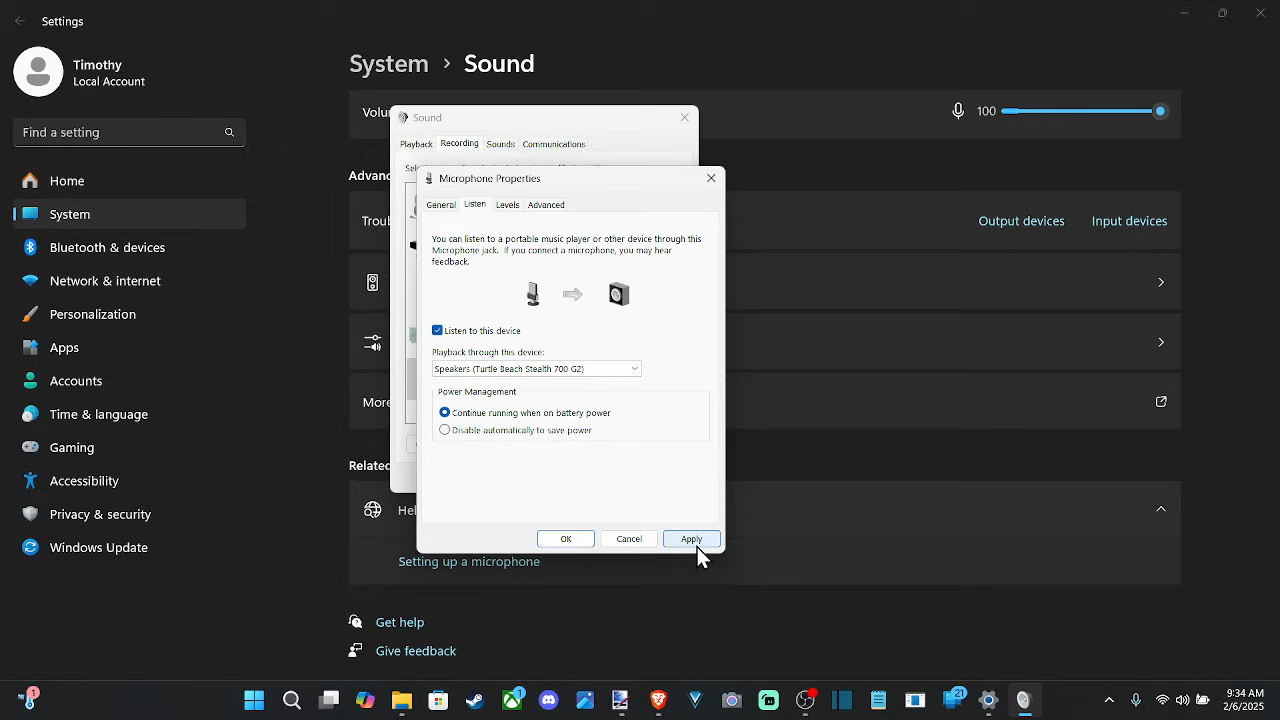 Settings
Timothy
Local Account
Find a setting
Home
System
Bluetooth & devices
Network & internet
Personalization
Apps
Accounts
Time & language
Gaming
Accessibility
Privacy & security
Windows Update
System > Sound
100
Output devices
Input devices
Setting up a microphone
Get help
Give feedback
Sound
Playback
Recording
Sounds
Communications
Microphone Properties
General
Listen
Levels
Advanced
You can listen to a portable music player or other device through this
Microphone jack. If you connect a microphone, you may hear
feedback.
Listen to this device
Playback through this device:
Speakers (Turtle Beach Stealth 700 G2)
Power Management
Continue running when on battery power
Disable automatically to save power
OK
Cancel
Apply
1
1
21
9:34 AM
2/6/2025